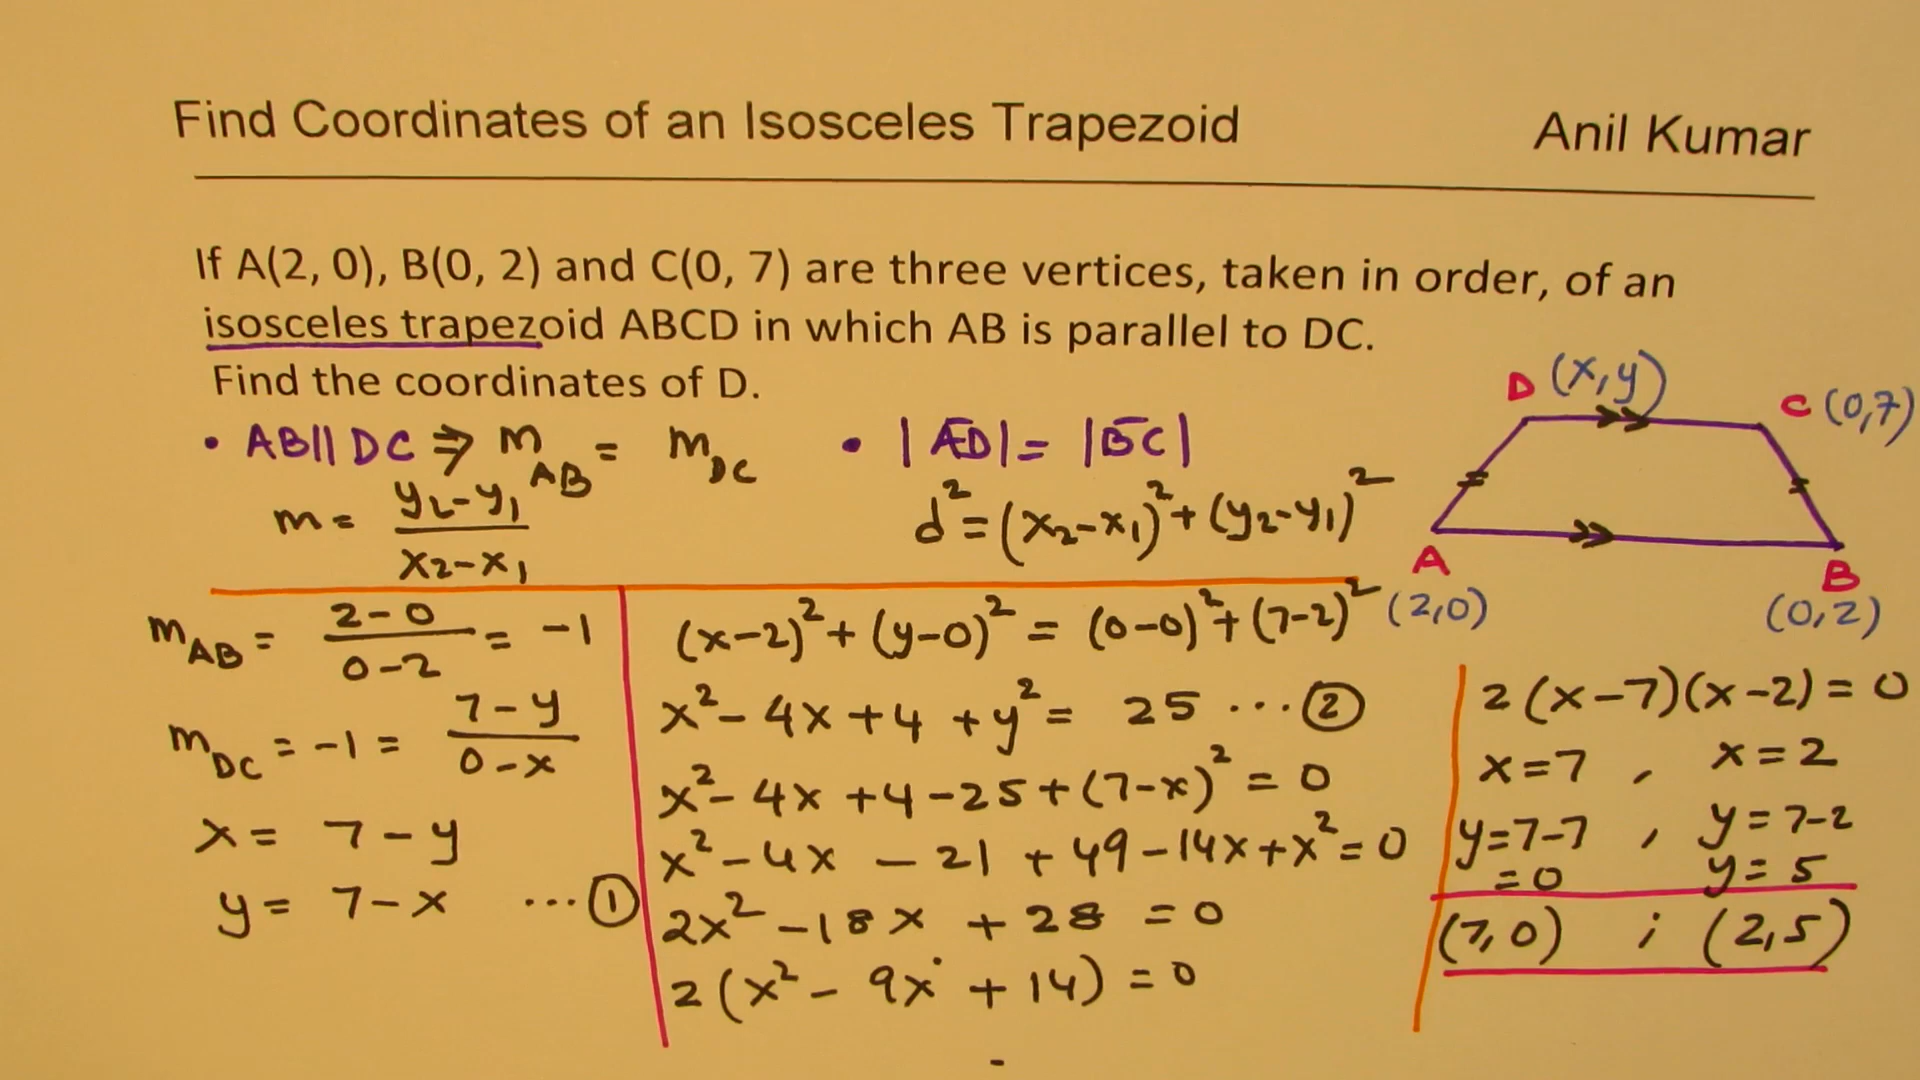 Find Coordinates of an Isosceles Trapezoid
Anil Kumar
If A(2, 0), B(0, 2) and C(0, 7) are three vertices, taken in order, of an
isosceles trapezoid ABCD in which AB is parallel to DC.
Find the coordinates of D.
• AB || DC ⇒ m_AB = m_DC
m = (y₂-y₁)/(x₂-x₁)
• |AD| = |BC|
d² = (x₂-x₁)² + (y₂-y₁)²
D (x,y)
C (0,7)
A
(2,0)
B
(0,2)
m_AB = (2-0)/(0-2) = -1
m_DC = -1 = (7-y)/(0-x)
x = 7-y
y = 7-x ...①
(x-2)² + (y-0)² = (0-0)² + (7-2)²
x² - 4x + 4 + y² = 25 ...②
x² - 4x + 4 - 25 + (7-x)² = 0
x² - 4x - 21 + 49 - 14x + x² = 0
2x² - 18x + 28 = 0
2(x² - 9x + 14) = 0
2(x-7)(x-2) = 0
x=7 , x=2
y=7-7 , y=7-2
=0 y=5
(7,0) ; (2,5)